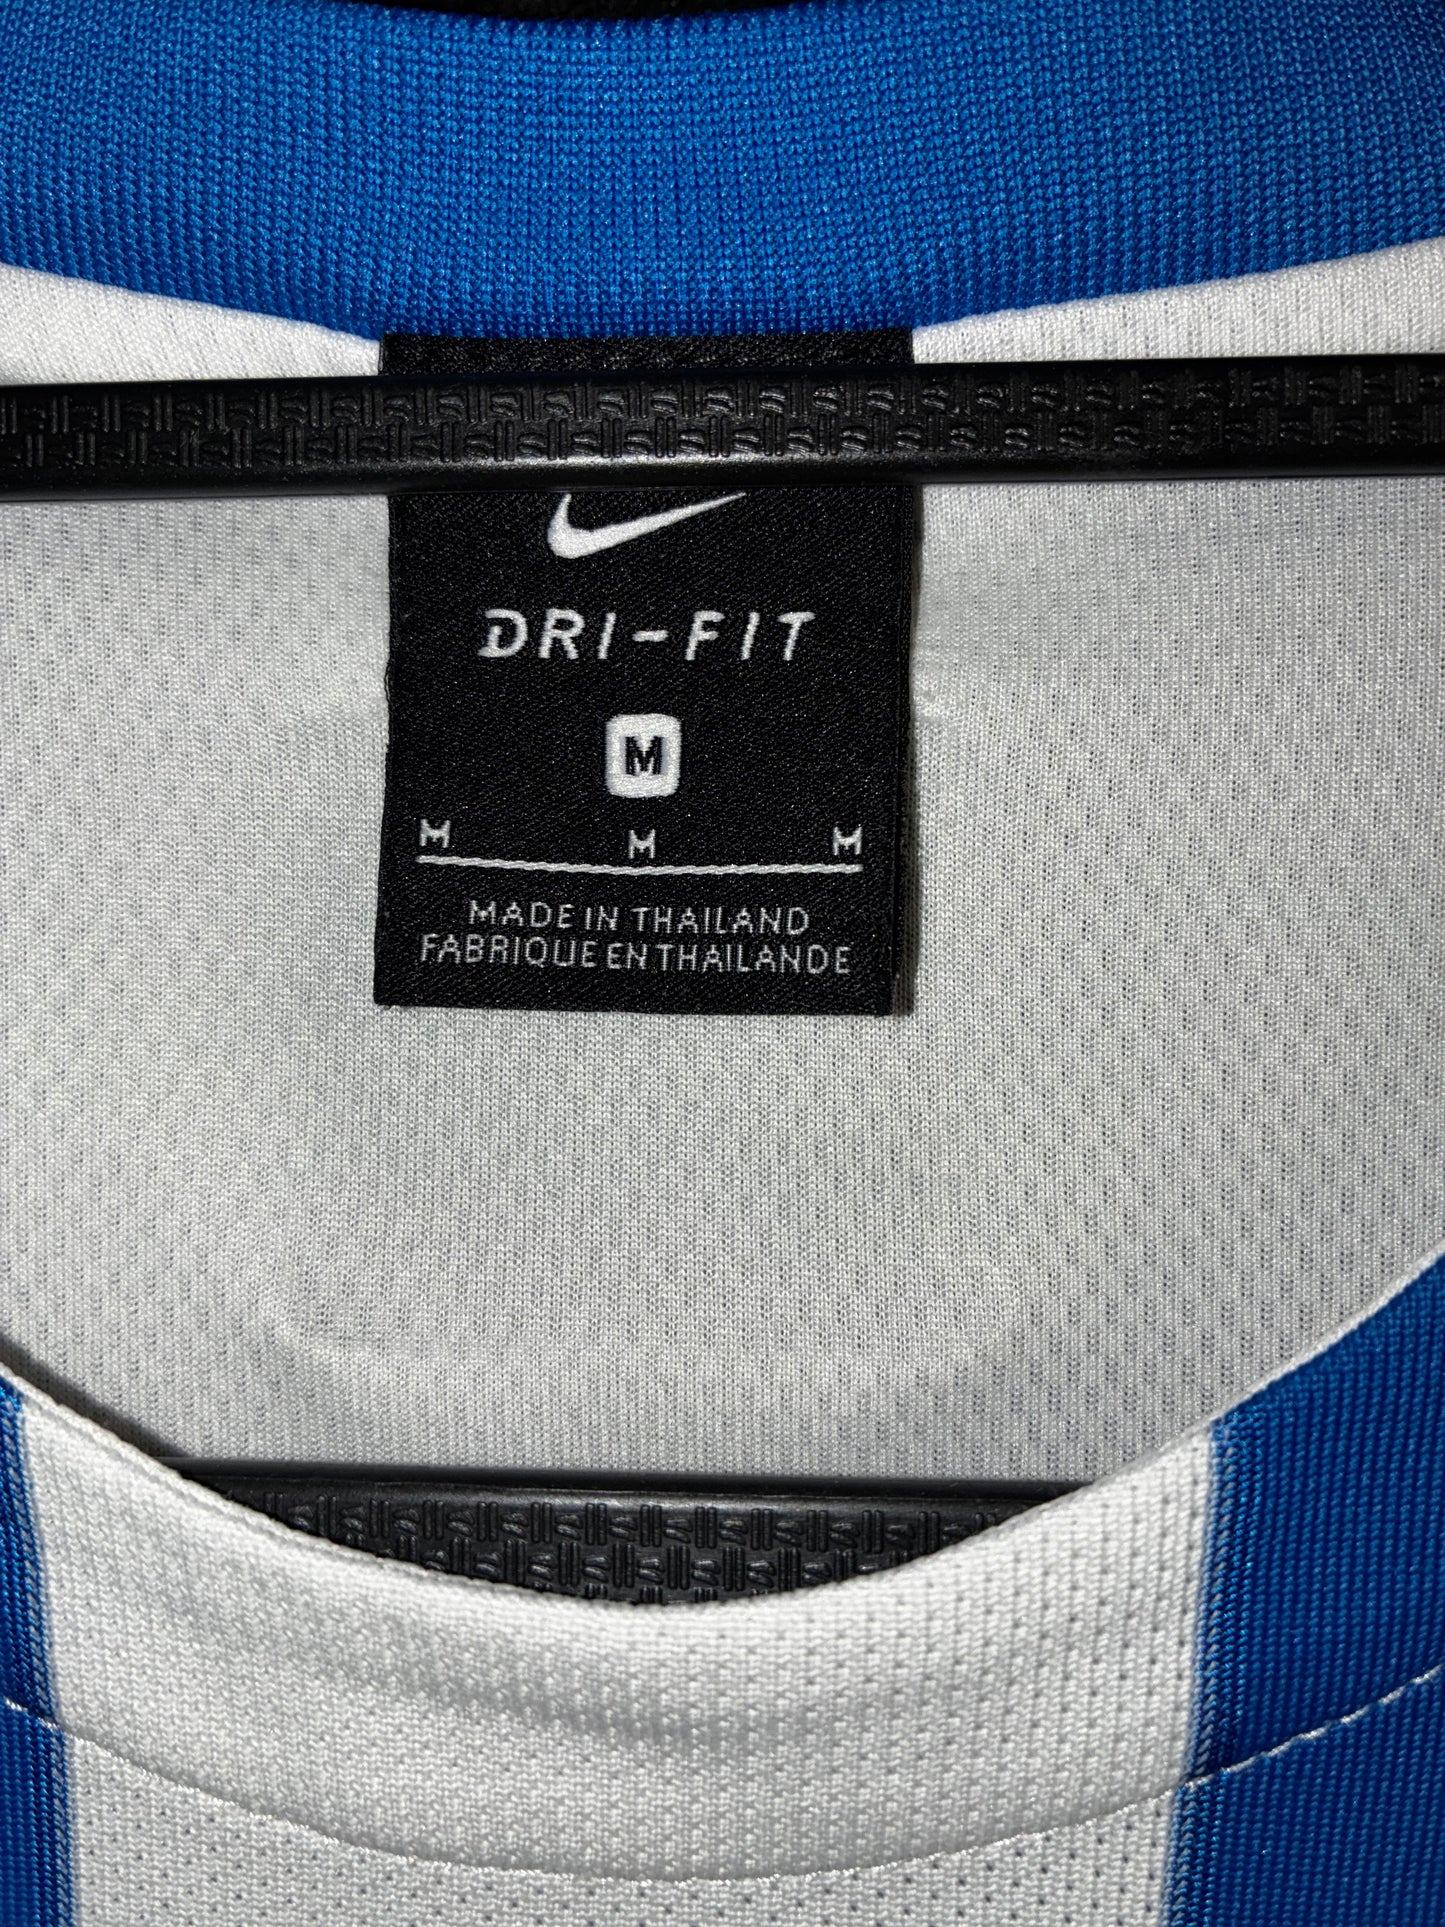 DRI-FIT
M
M M M
MADE IN THAILAND
FABRIQUE EN THAILANDE